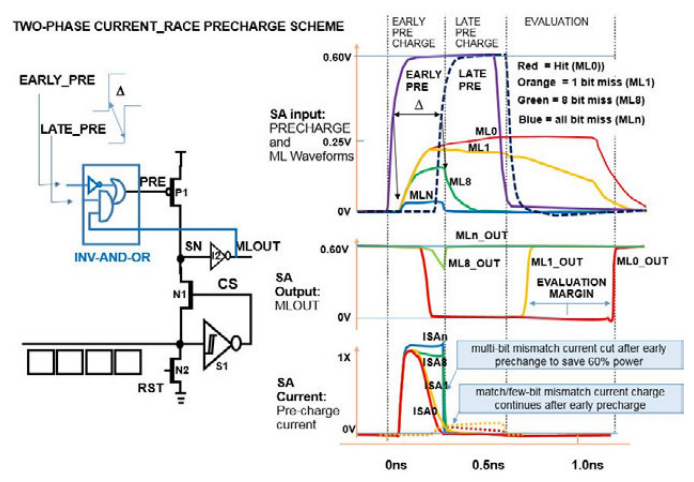 TWO-PHASE CURRENT_RACE PRECHARGE SCHEME
EARLY_PRE
Δ
LATE_PRE
PRE
P1
INV-AND-OR
SN
I2
MLOUT
N1
CS
S1
N2
RST
EARLY
PRE
CHARGE
LATE
PRE
CHARGE
EVALUATION
0.60V
EARLY
PRE
LATE
PRE
Δ
Red = Hit (ML0))
Orange = 1 bit miss (ML1)
Green = 8 bit miss (ML8)
Blue = all bit miss (MLn)
SA input:
PRECHARGE
and
ML Waveforms
0.25V
ML0
ML1
ML8
MLN
0V
0.60V
MLn_OUT
ML8_OUT
ML1_OUT
ML0_OUT
SA
Output:
MLOUT
EVALUATION
MARGIN
0V
1X
ISAn
ISA8
ISA1
ISA0
SA
Current:
Pre-charge
current
multi-bit mismatch current cut after early
prechange to save 60% power
match/few-bit mismatch current charge
continues after early precharge
0V
0ns
0.5ns
1.0ns